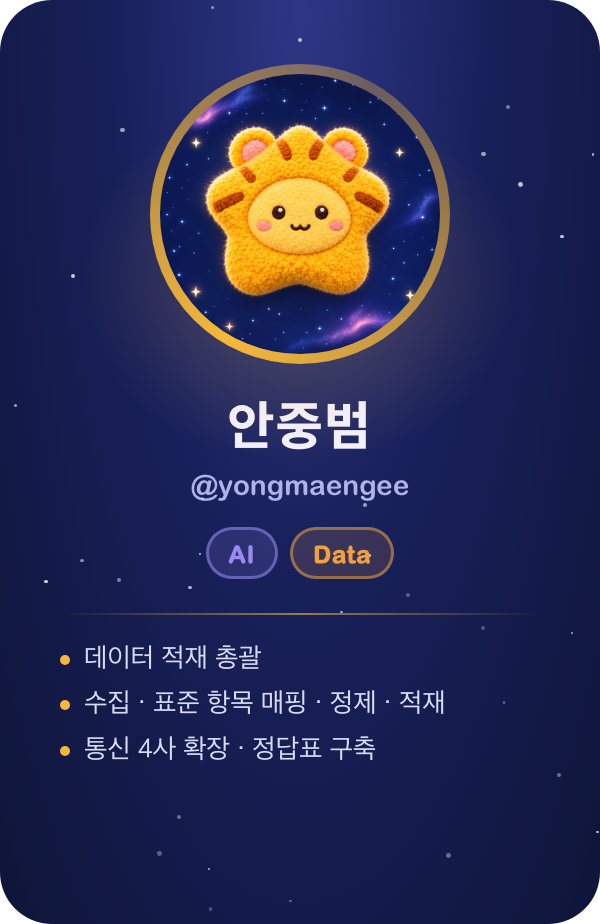 안중범
@yongmaengee
AI Data
데이터 적재 총괄
수집 · 표준 항목 매핑 · 정제 · 적재
통신 4사 확장 · 정답표 구축